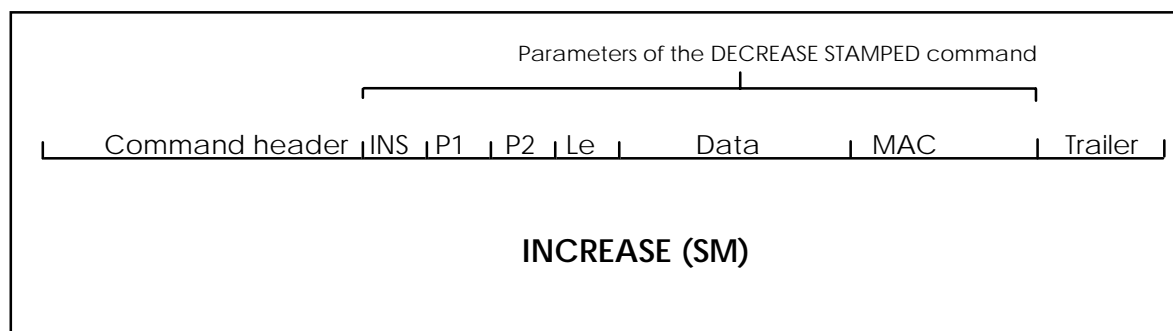 Parameters of the DECREASE STAMPED command
Command header INS P1 P2 Le Data MAC Trailer
INCREASE (SM)